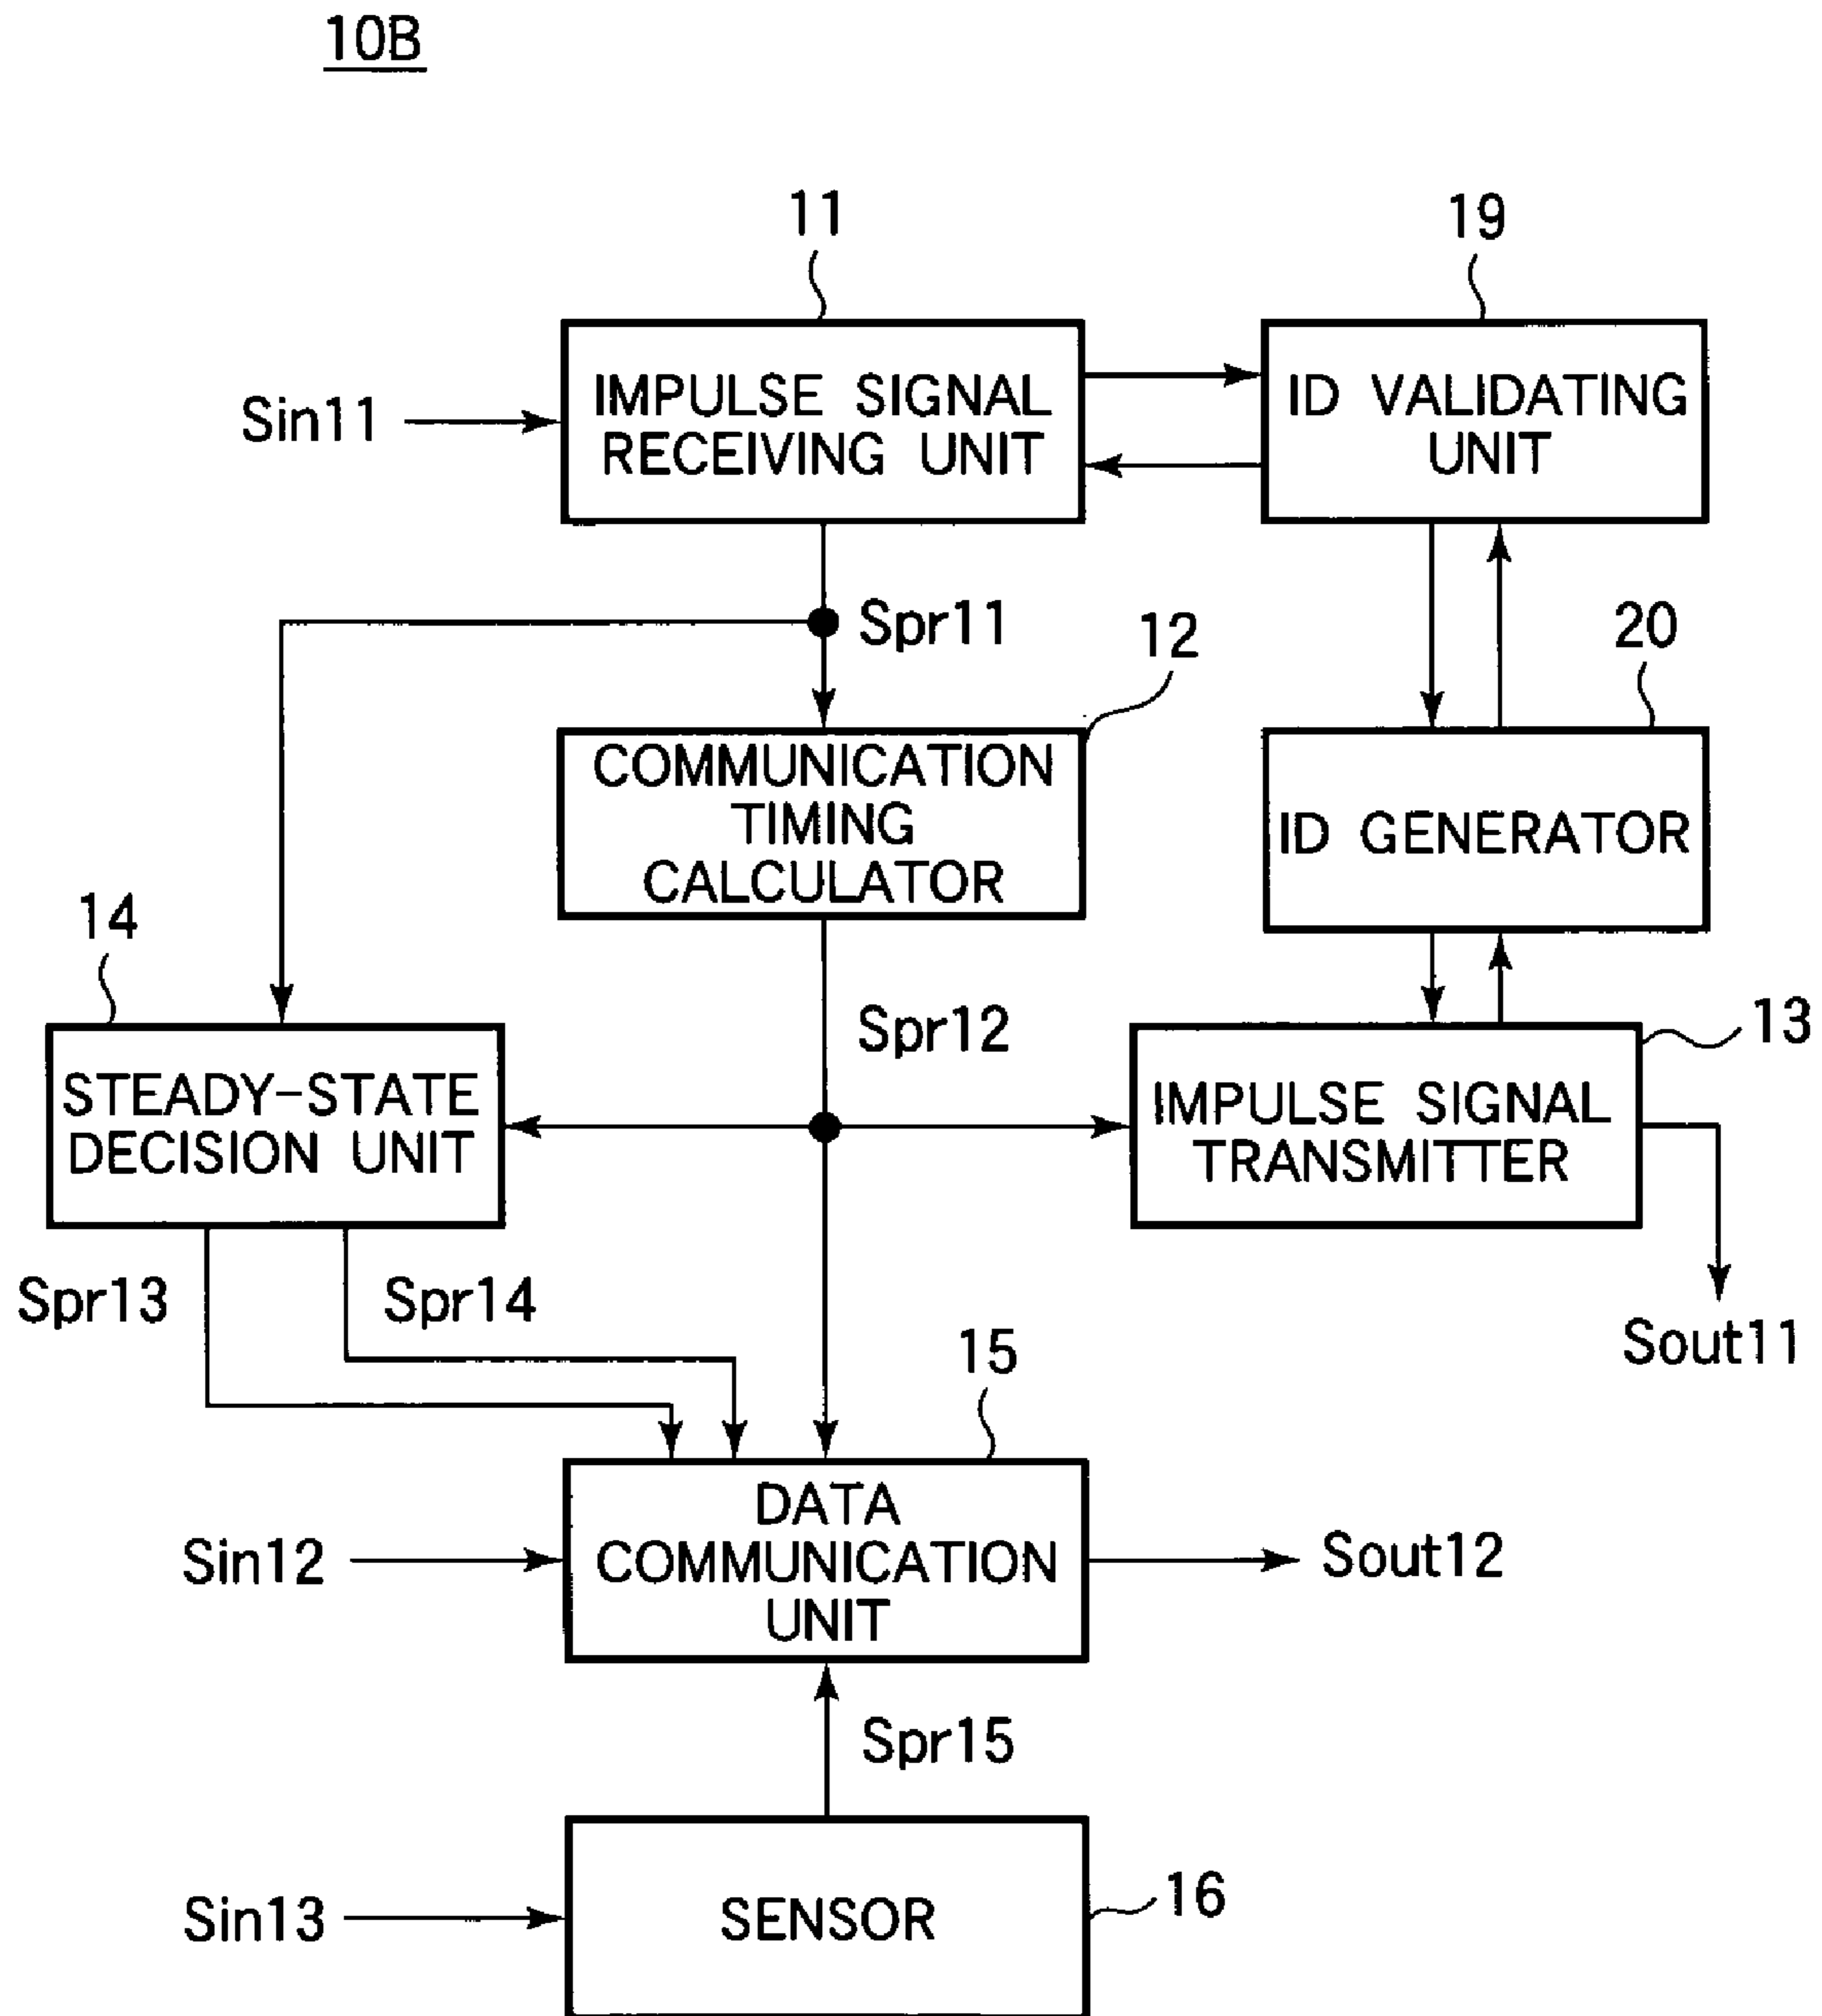 10B
11
19
Sin11
IMPULSE SIGNAL
RECEIVING UNIT
ID VALIDATING
UNIT
Spr11
12
20
COMMUNICATION
TIMING
CALCULATOR
ID GENERATOR
14
Spr12
13
STEADY-STATE
DECISION UNIT
IMPULSE SIGNAL
TRANSMITTER
Spr13
Spr14
15
Sout11
Sin12
DATA
COMMUNICATION
UNIT
Sout12
Spr15
Sin13
SENSOR
16